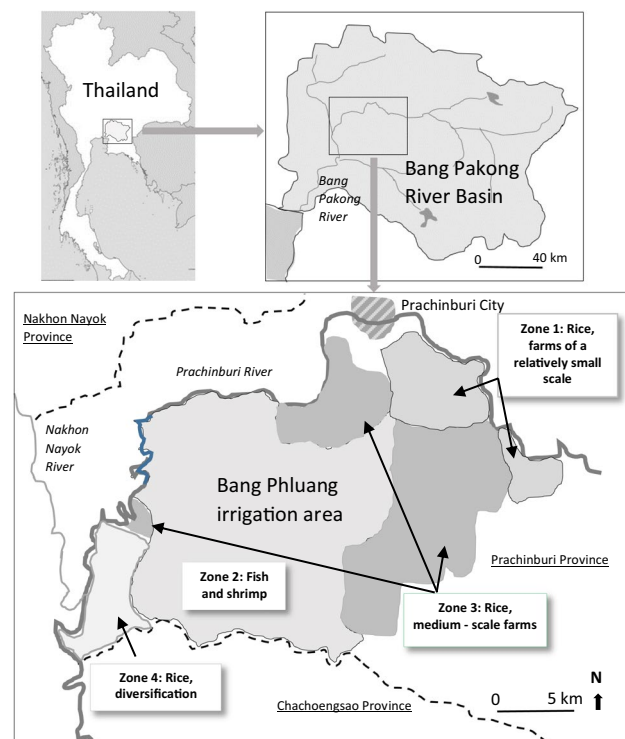 Thailand
Bang
Pakong
River
Bang Pakong
River Basin
0 40 km
Nakhon Nayok
Province
Prachinburi City
Zone 1: Rice,
farms of a
relatively small
scale
Prachinburi River
Nakhon
Nayok
River
Bang Phluang
irrigation area
Prachinburi Province
Zone 2: Fish
and shrimp
Zone 3: Rice,
medium - scale farms
Zone 4: Rice,
diversification
N
0 5 km
Chachoengsao Province